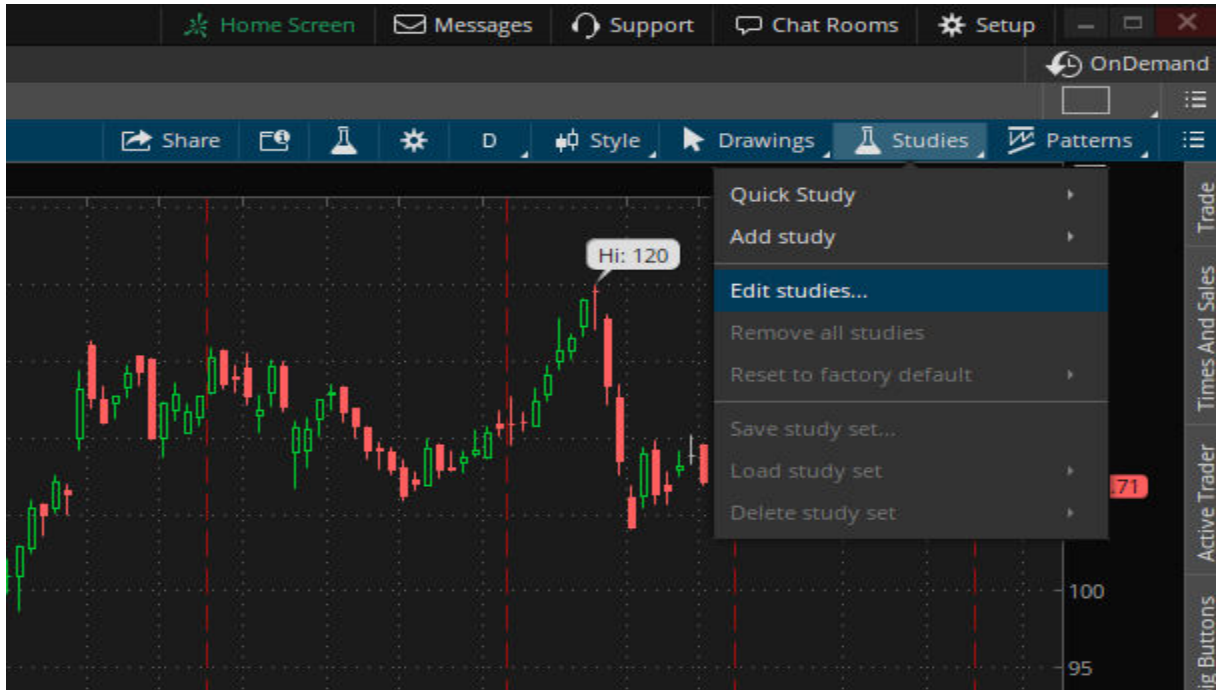 Home Screen
Messages
Support
Chat Rooms
Setup
OnDemand
Share
D
Style
Drawings
Studies
Patterns
Quick Study
Add study
Edit studies...
Remove all studies
Reset to factory default
Save study set...
Load study set
Delete study set
Hi: 120
.71
100
95
Trade
Times And Sales
Active Trader
Buttons